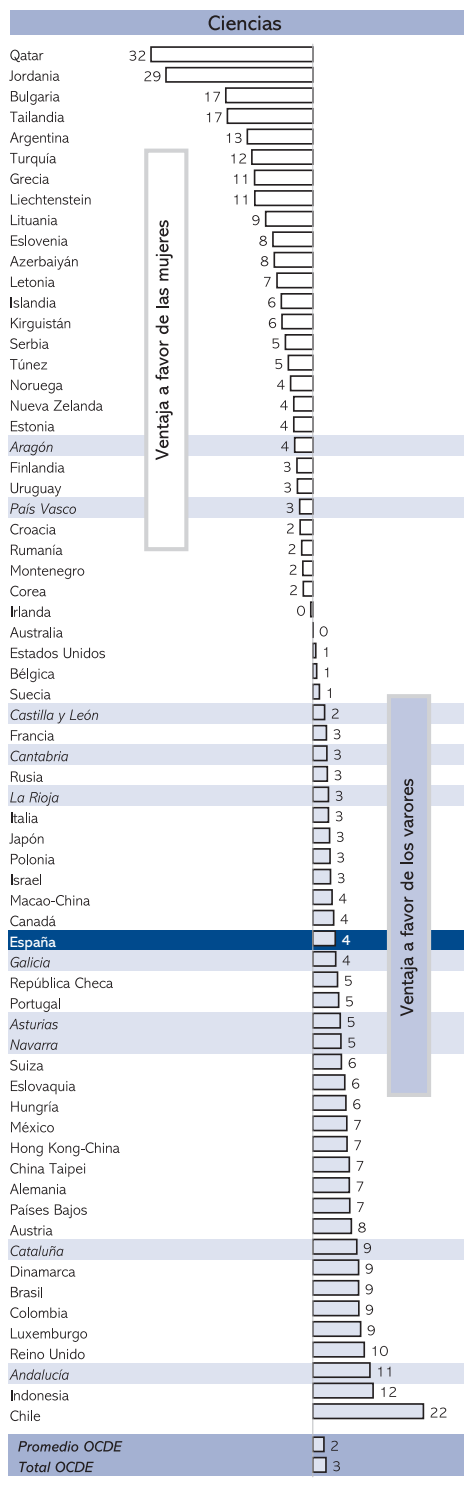 Ciencias
Qatar 32
Jordania 29
Bulgaria 17
Tailandia 17
Argentina 13
Turquía 12
Grecia 11
Liechtenstein 11
Lituania 9
Eslovenia 8
Azerbaiyán 8
Letonia 7
Islandia 6
Kirguistán 6
Serbia 5
Túnez 5
Noruega 4
Nueva Zelanda 4
Estonia 4
Aragón 4
Finlandia 3
Uruguay 3
País Vasco 3
Croacia 2
Rumanía 2
Montenegro 2
Corea 2
Irlanda 0
Australia 0
Estados Unidos 1
Bélgica 1
Suecia 1
Castilla y León 2
Francia 3
Cantabria 3
Rusia 3
La Rioja 3
Italia 3
Japón 3
Polonia 3
Israel 3
Macao-China 4
Canadá 4
España 4
Galicia 4
República Checa 5
Portugal 5
Asturias 5
Navarra 5
Suiza 6
Eslovaquia 6
Hungría 6
México 7
Hong Kong-China 7
China Taipei 7
Alemania 7
Países Bajos 7
Austria 8
Cataluña 9
Dinamarca 9
Brasil 9
Colombia 9
Luxemburgo 9
Reino Unido 10
Andalucía 11
Indonesia 12
Chile 22
Promedio OCDE 2
Total OCDE 3
Ventaja a favor de las mujeres
Ventaja a favor de los varores